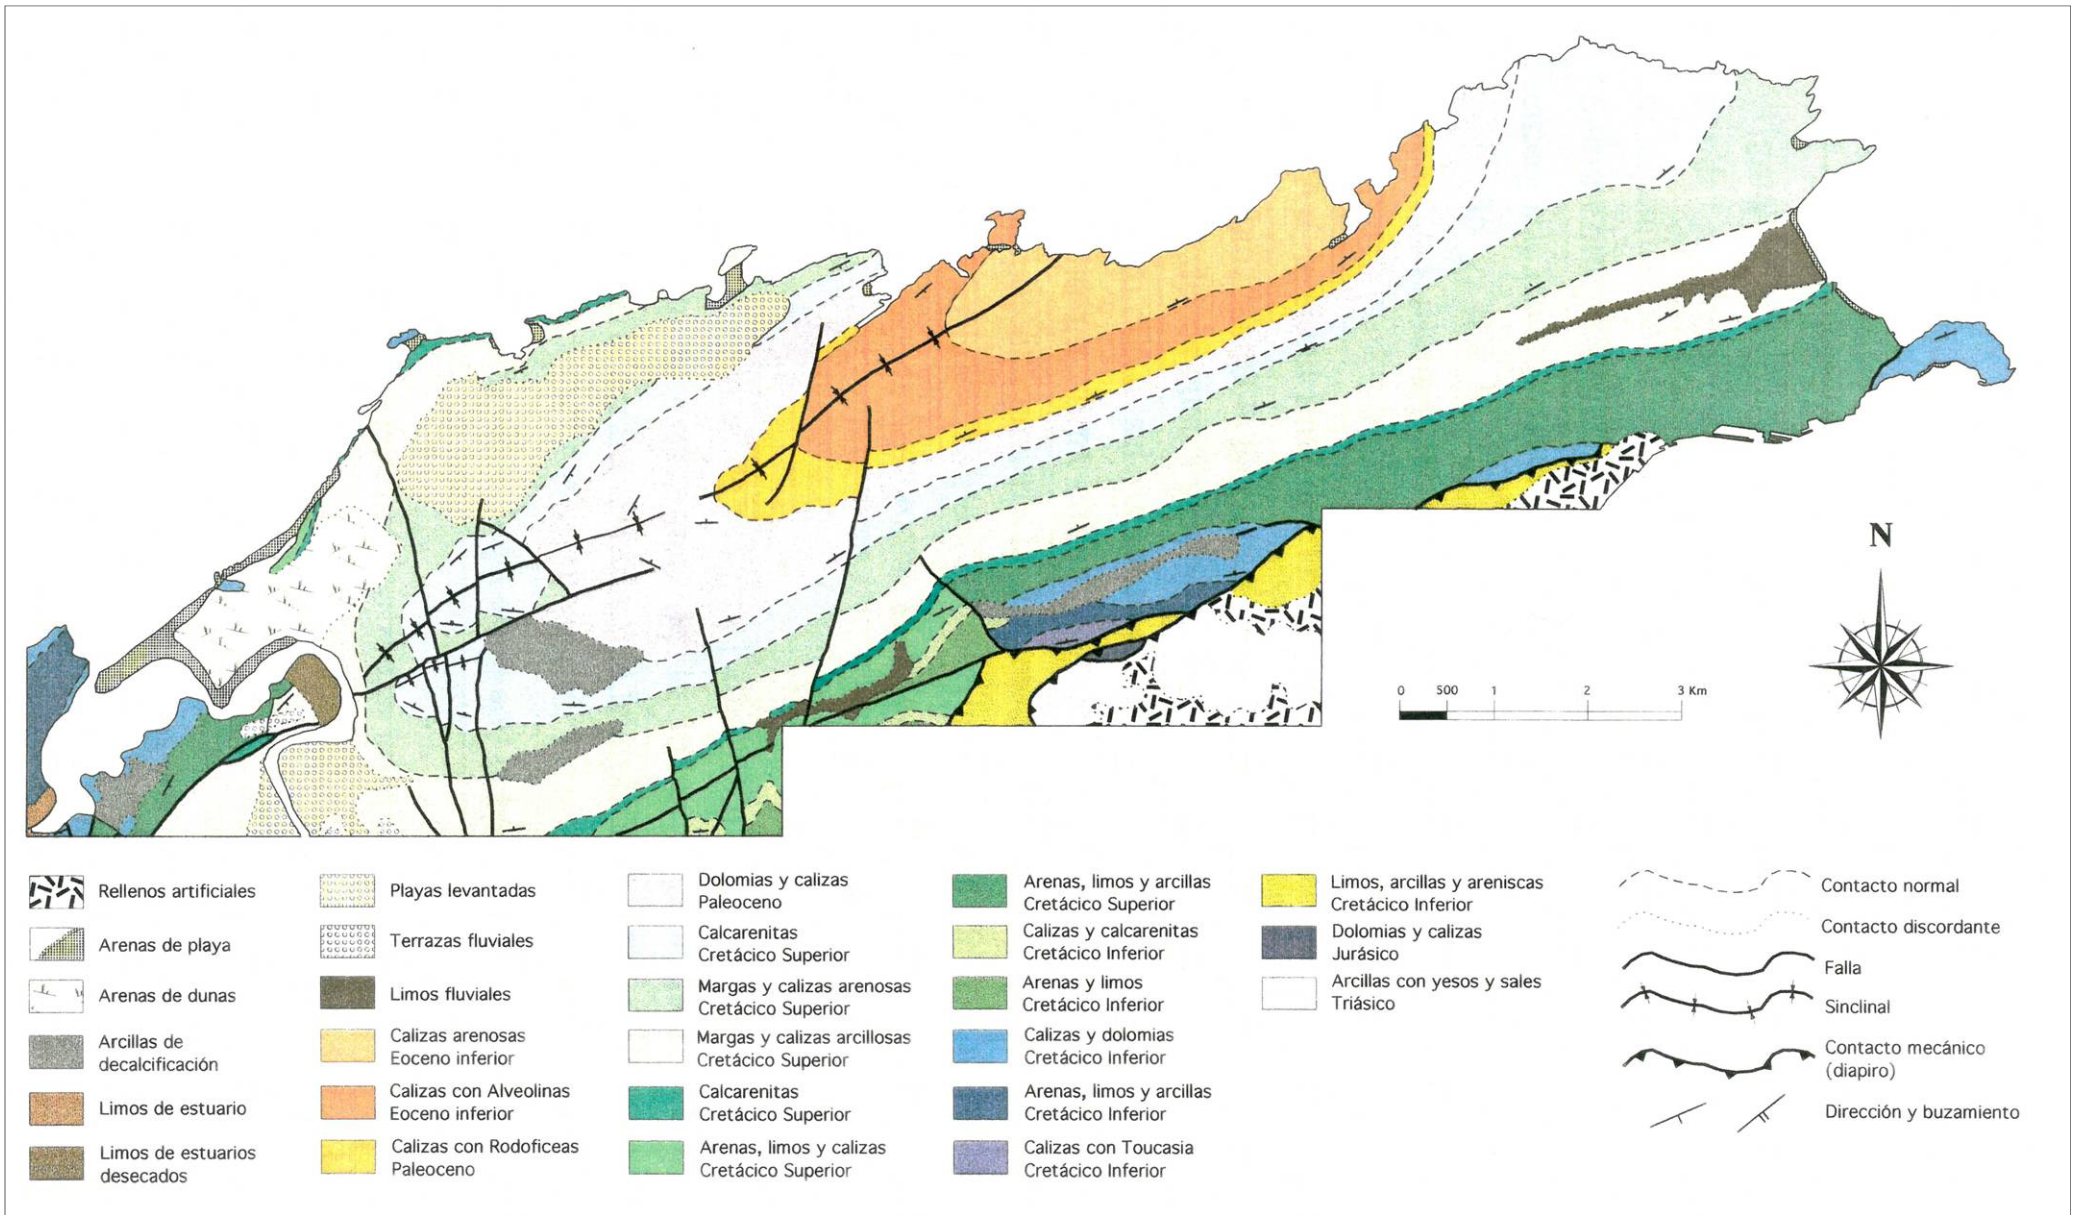 N
0 500 1 2 3 Km
Rellenos artificiales
Arenas de playa
Arenas de dunas
Arcillas de
decalcificación
Limos de estuario
Limos de estuarios
desecados
Playas levantadas
Terrazas fluviales
Limos fluviales
Calizas arenosas
Eoceno inferior
Calizas con Alveolinas
Eoceno inferior
Calizas con Rodoficeas
Paleoceno
Dolomias y calizas
Paleoceno
Calcarenitas
Cretácico Superior
Margas y calizas arenosas
Cretácico Superior
Margas y calizas arcillosas
Cretácico Superior
Calcarenitas
Cretácico Superior
Arenas, limos y calizas
Cretácico Superior
Arenas, limos y arcillas
Cretácico Superior
Calizas y calcarenitas
Cretácico Inferior
Arenas y limos
Cretácico Inferior
Calizas y dolomias
Cretácico Inferior
Arenas, limos y arcillas
Cretácico Inferior
Calizas con Toucasia
Cretácico Inferior
Limos, arcillas y areniscas
Cretácico Inferior
Dolomias y calizas
Jurásico
Arcillas con yesos y sales
Triásico
Contacto normal
Contacto discordante
Falla
Sinclinal
Contacto mecánico
(diapiro)
Dirección y buzamiento